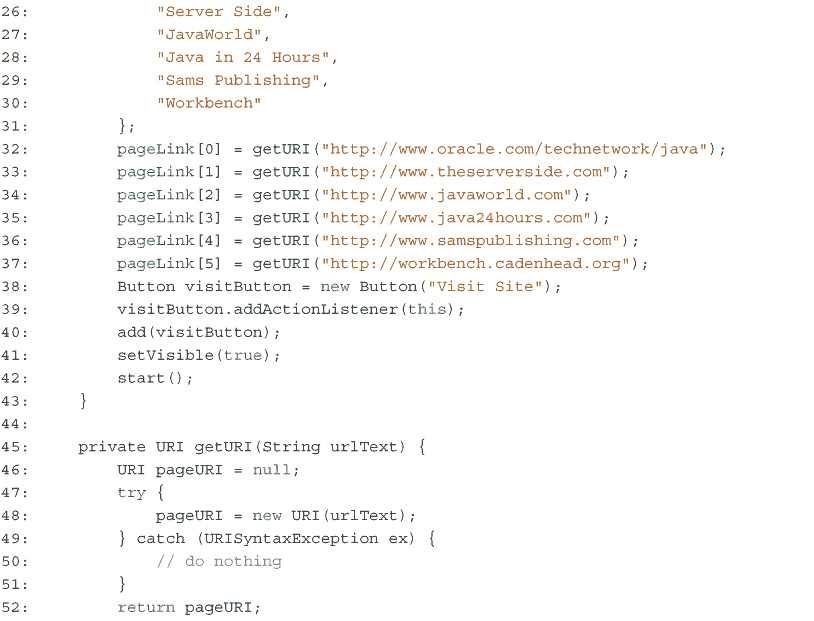 26:             "Server Side",
27:             "JavaWorld",
28:             "Java in 24 Hours",
29:             "Sams Publishing",
30:             "Workbench"
31:         };
32:         pageLink[0] = getURI("http://www.oracle.com/technetwork/java");
33:         pageLink[1] = getURI("http://www.theserverside.com");
34:         pageLink[2] = getURI("http://www.javaworld.com");
35:         pageLink[3] = getURI("http://www.java24hours.com");
36:         pageLink[4] = getURI("http://www.samspublishing.com");
37:         pageLink[5] = getURI("http://workbench.cadenhead.org");
38:         Button visitButton = new Button("Visit Site");
39:         visitButton.addActionListener(this);
40:         add(visitButton);
41:         setVisible(true);
42:         start();
43:     }
44:
45:     private URI getURI(String urlText) {
46:         URI pageURI = null;
47:         try {
48:             pageURI = new URI(urlText);
49:         } catch (URISyntaxException ex) {
50:             // do nothing
51:         }
52:         return pageURI;